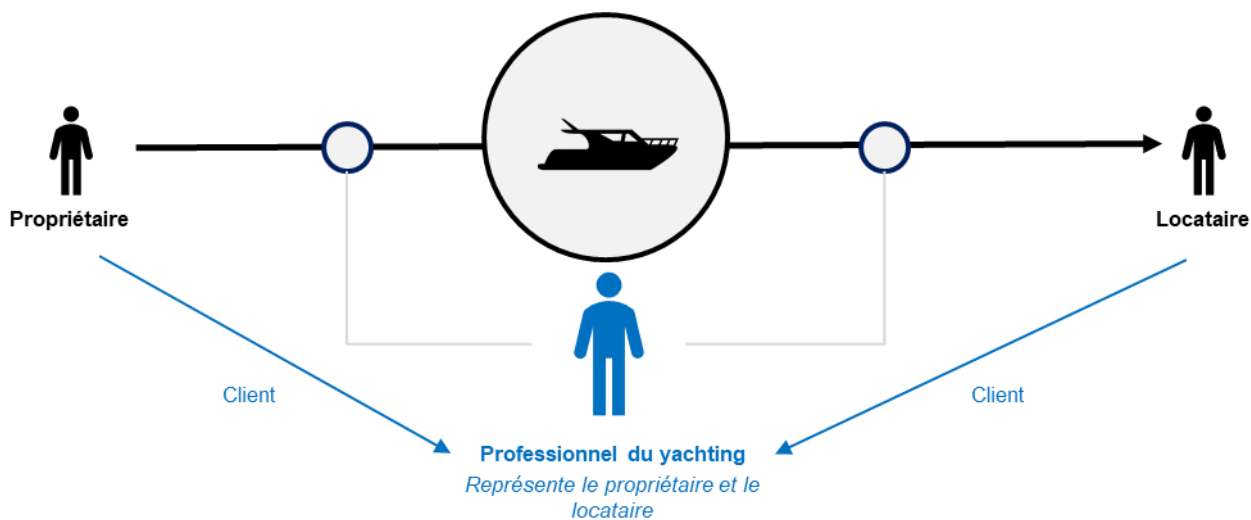 Propriétaire
Locataire
Client
Client
Professionnel du yachting
Représente le propriétaire et le
locataire